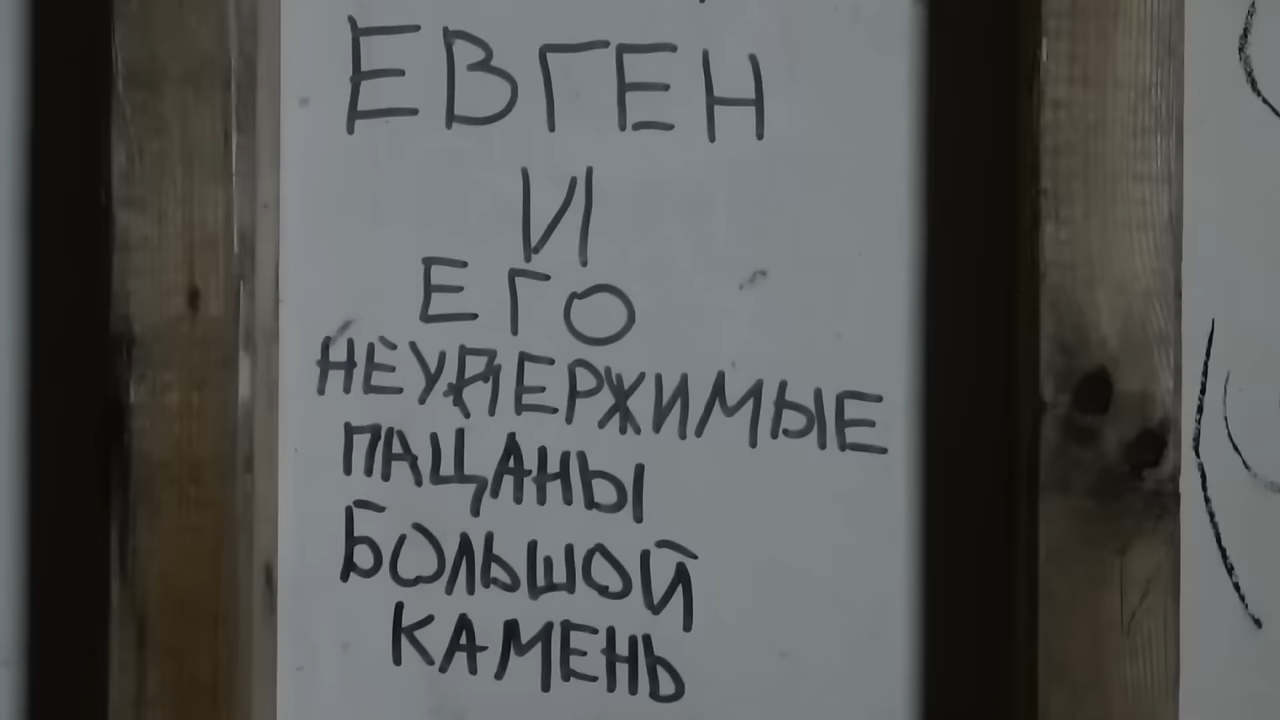 ЕВГЕН
И
ЕГО
НЕУДЕРЖИМЫЕ
ПАЦАНЫ
БОЛЬШОЙ
КАМЕНЬ